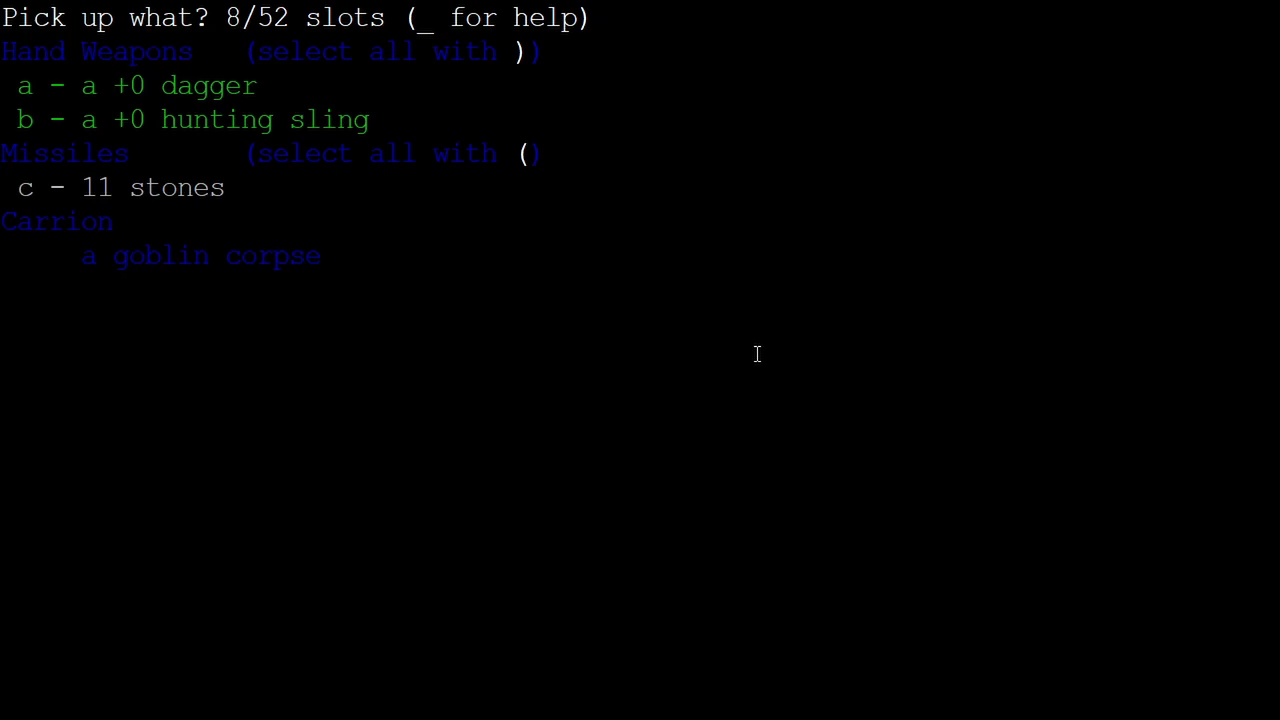 Pick up what? 8/52 slots (_ for help)
Hand Weapons   (select all with ))
a - a +0 dagger
b - a +0 hunting sling
Missiles       (select all with ()
c - 11 stones
Carrion
a goblin corpse